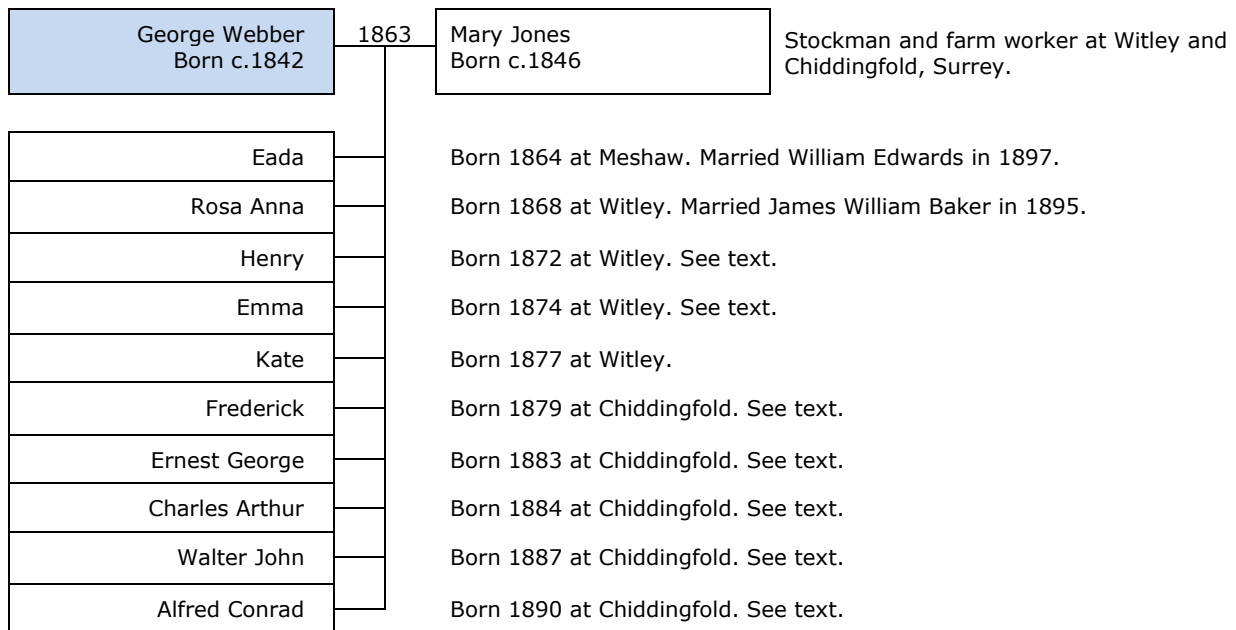 George Webber
Born c.1842
1863
Mary Jones
Born c.1846
Stockman and farm worker at Witley and
Chiddingfold, Surrey.
Eada
Born 1864 at Meshaw. Married William Edwards in 1897.
Rosa Anna
Born 1868 at Witley. Married James William Baker in 1895.
Henry
Born 1872 at Witley. See text.
Emma
Born 1874 at Witley. See text.
Kate
Born 1877 at Witley.
Frederick
Born 1879 at Chiddingfold. See text.
Ernest George
Born 1883 at Chiddingfold. See text.
Charles Arthur
Born 1884 at Chiddingfold. See text.
Walter John
Born 1887 at Chiddingfold. See text.
Alfred Conrad
Born 1890 at Chiddingfold. See text.